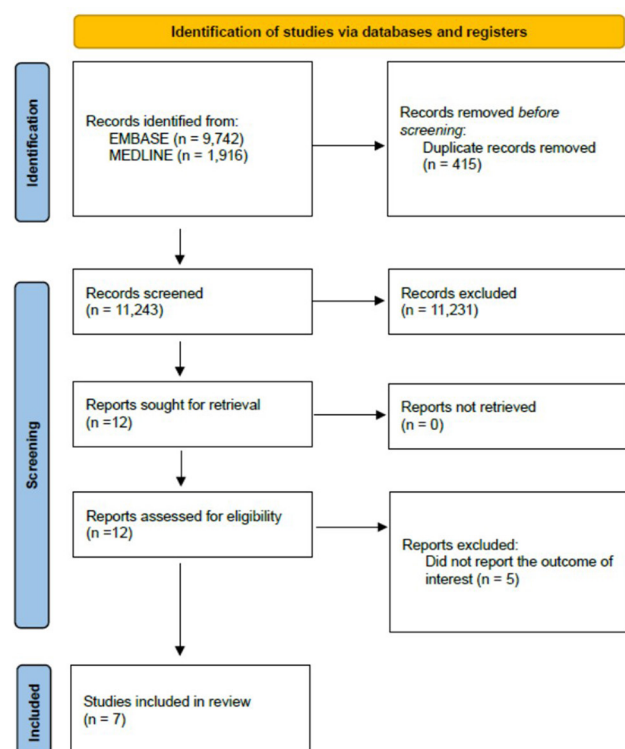 Identification of studies via databases and registers
Identification
Records identified from:
EMBASE (n = 9,742)
MEDLINE (n = 1,916)
Records removed before
screening:
Duplicate records removed
(n = 415)
Screening
Records screened
(n = 11,243)
Records excluded
(n = 11,231)
Reports sought for retrieval
(n =12)
Reports not retrieved
(n = 0)
Reports assessed for eligibility
(n =12)
Reports excluded:
Did not report the outcome of
interest (n = 5)
Included
Studies included in review
(n = 7)